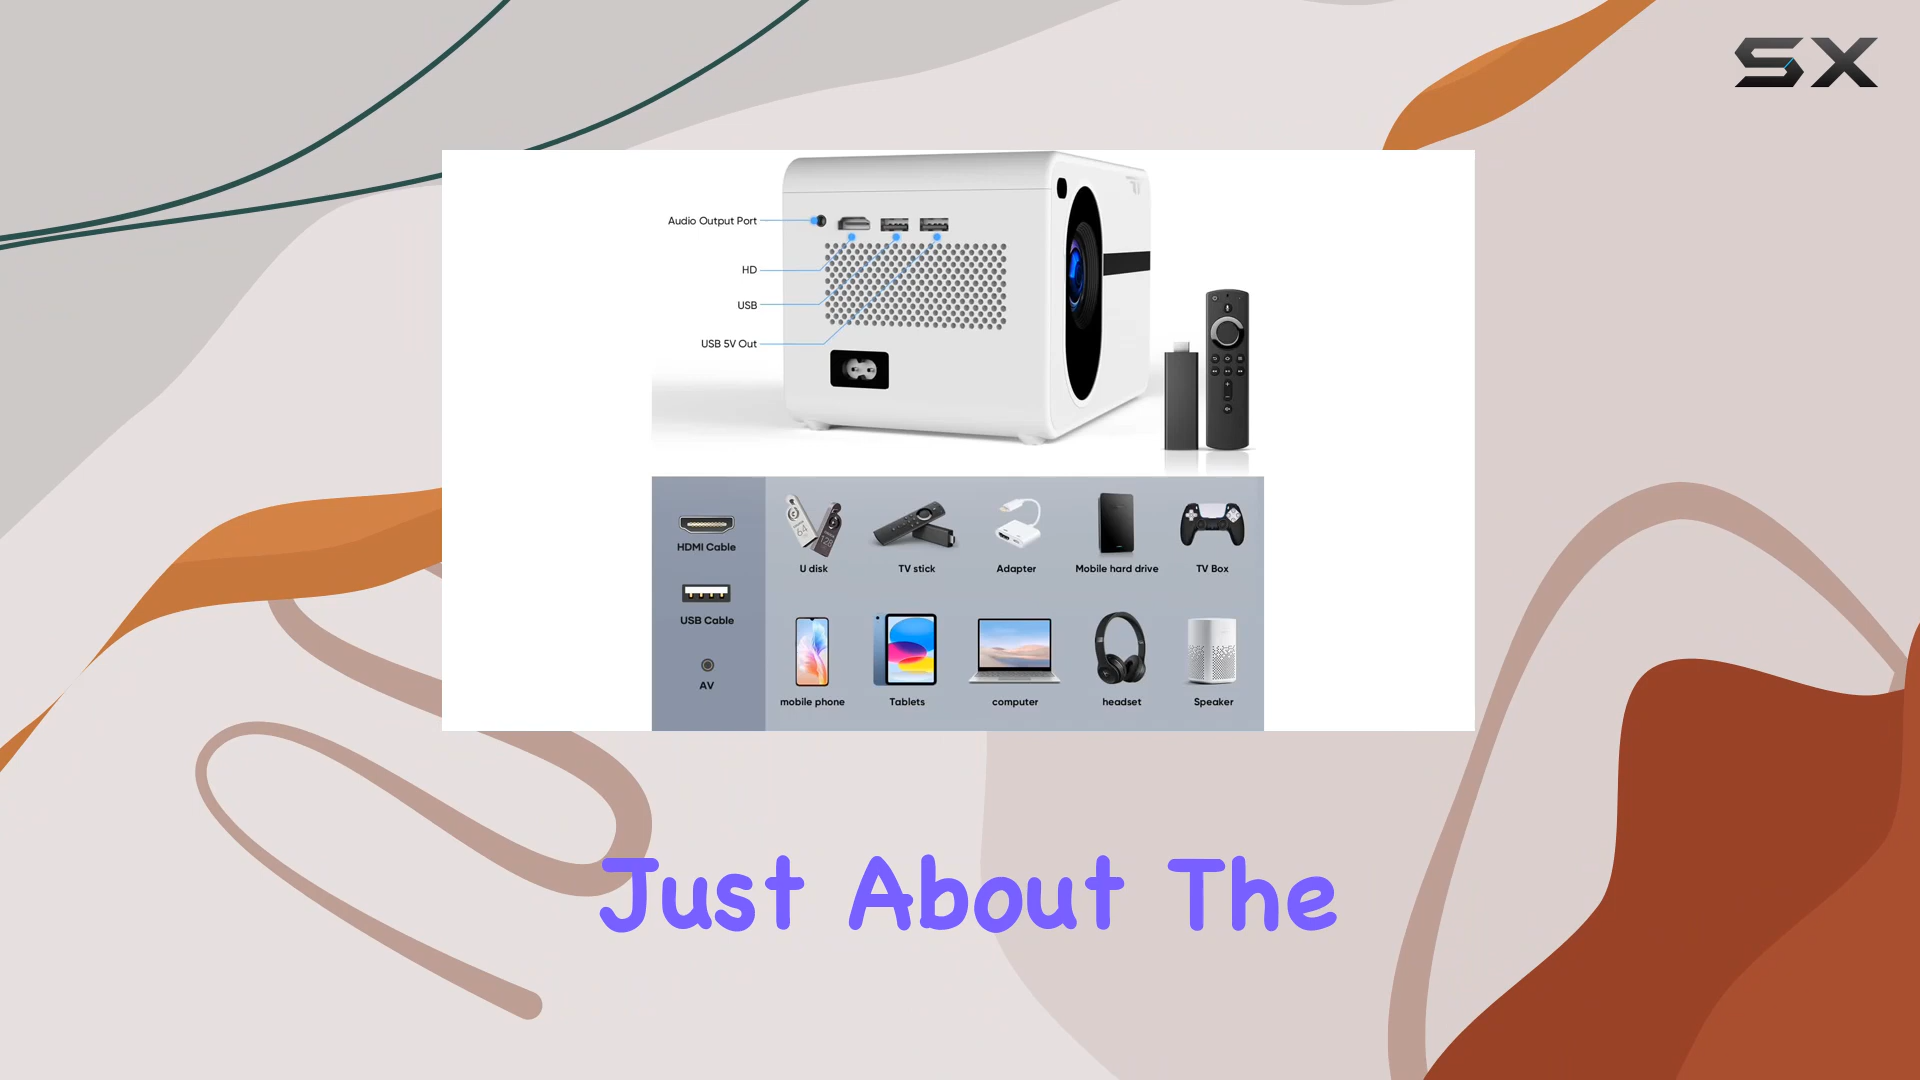 SX
Audio Output Port
HD
USB
USB 5V Out
HDMI Cable
USB Cable
AV
U disk
TV stick
Adapter
Mobile hard drive
TV Box
mobile phone
Tablets
computer
headset
Speaker
Just About The